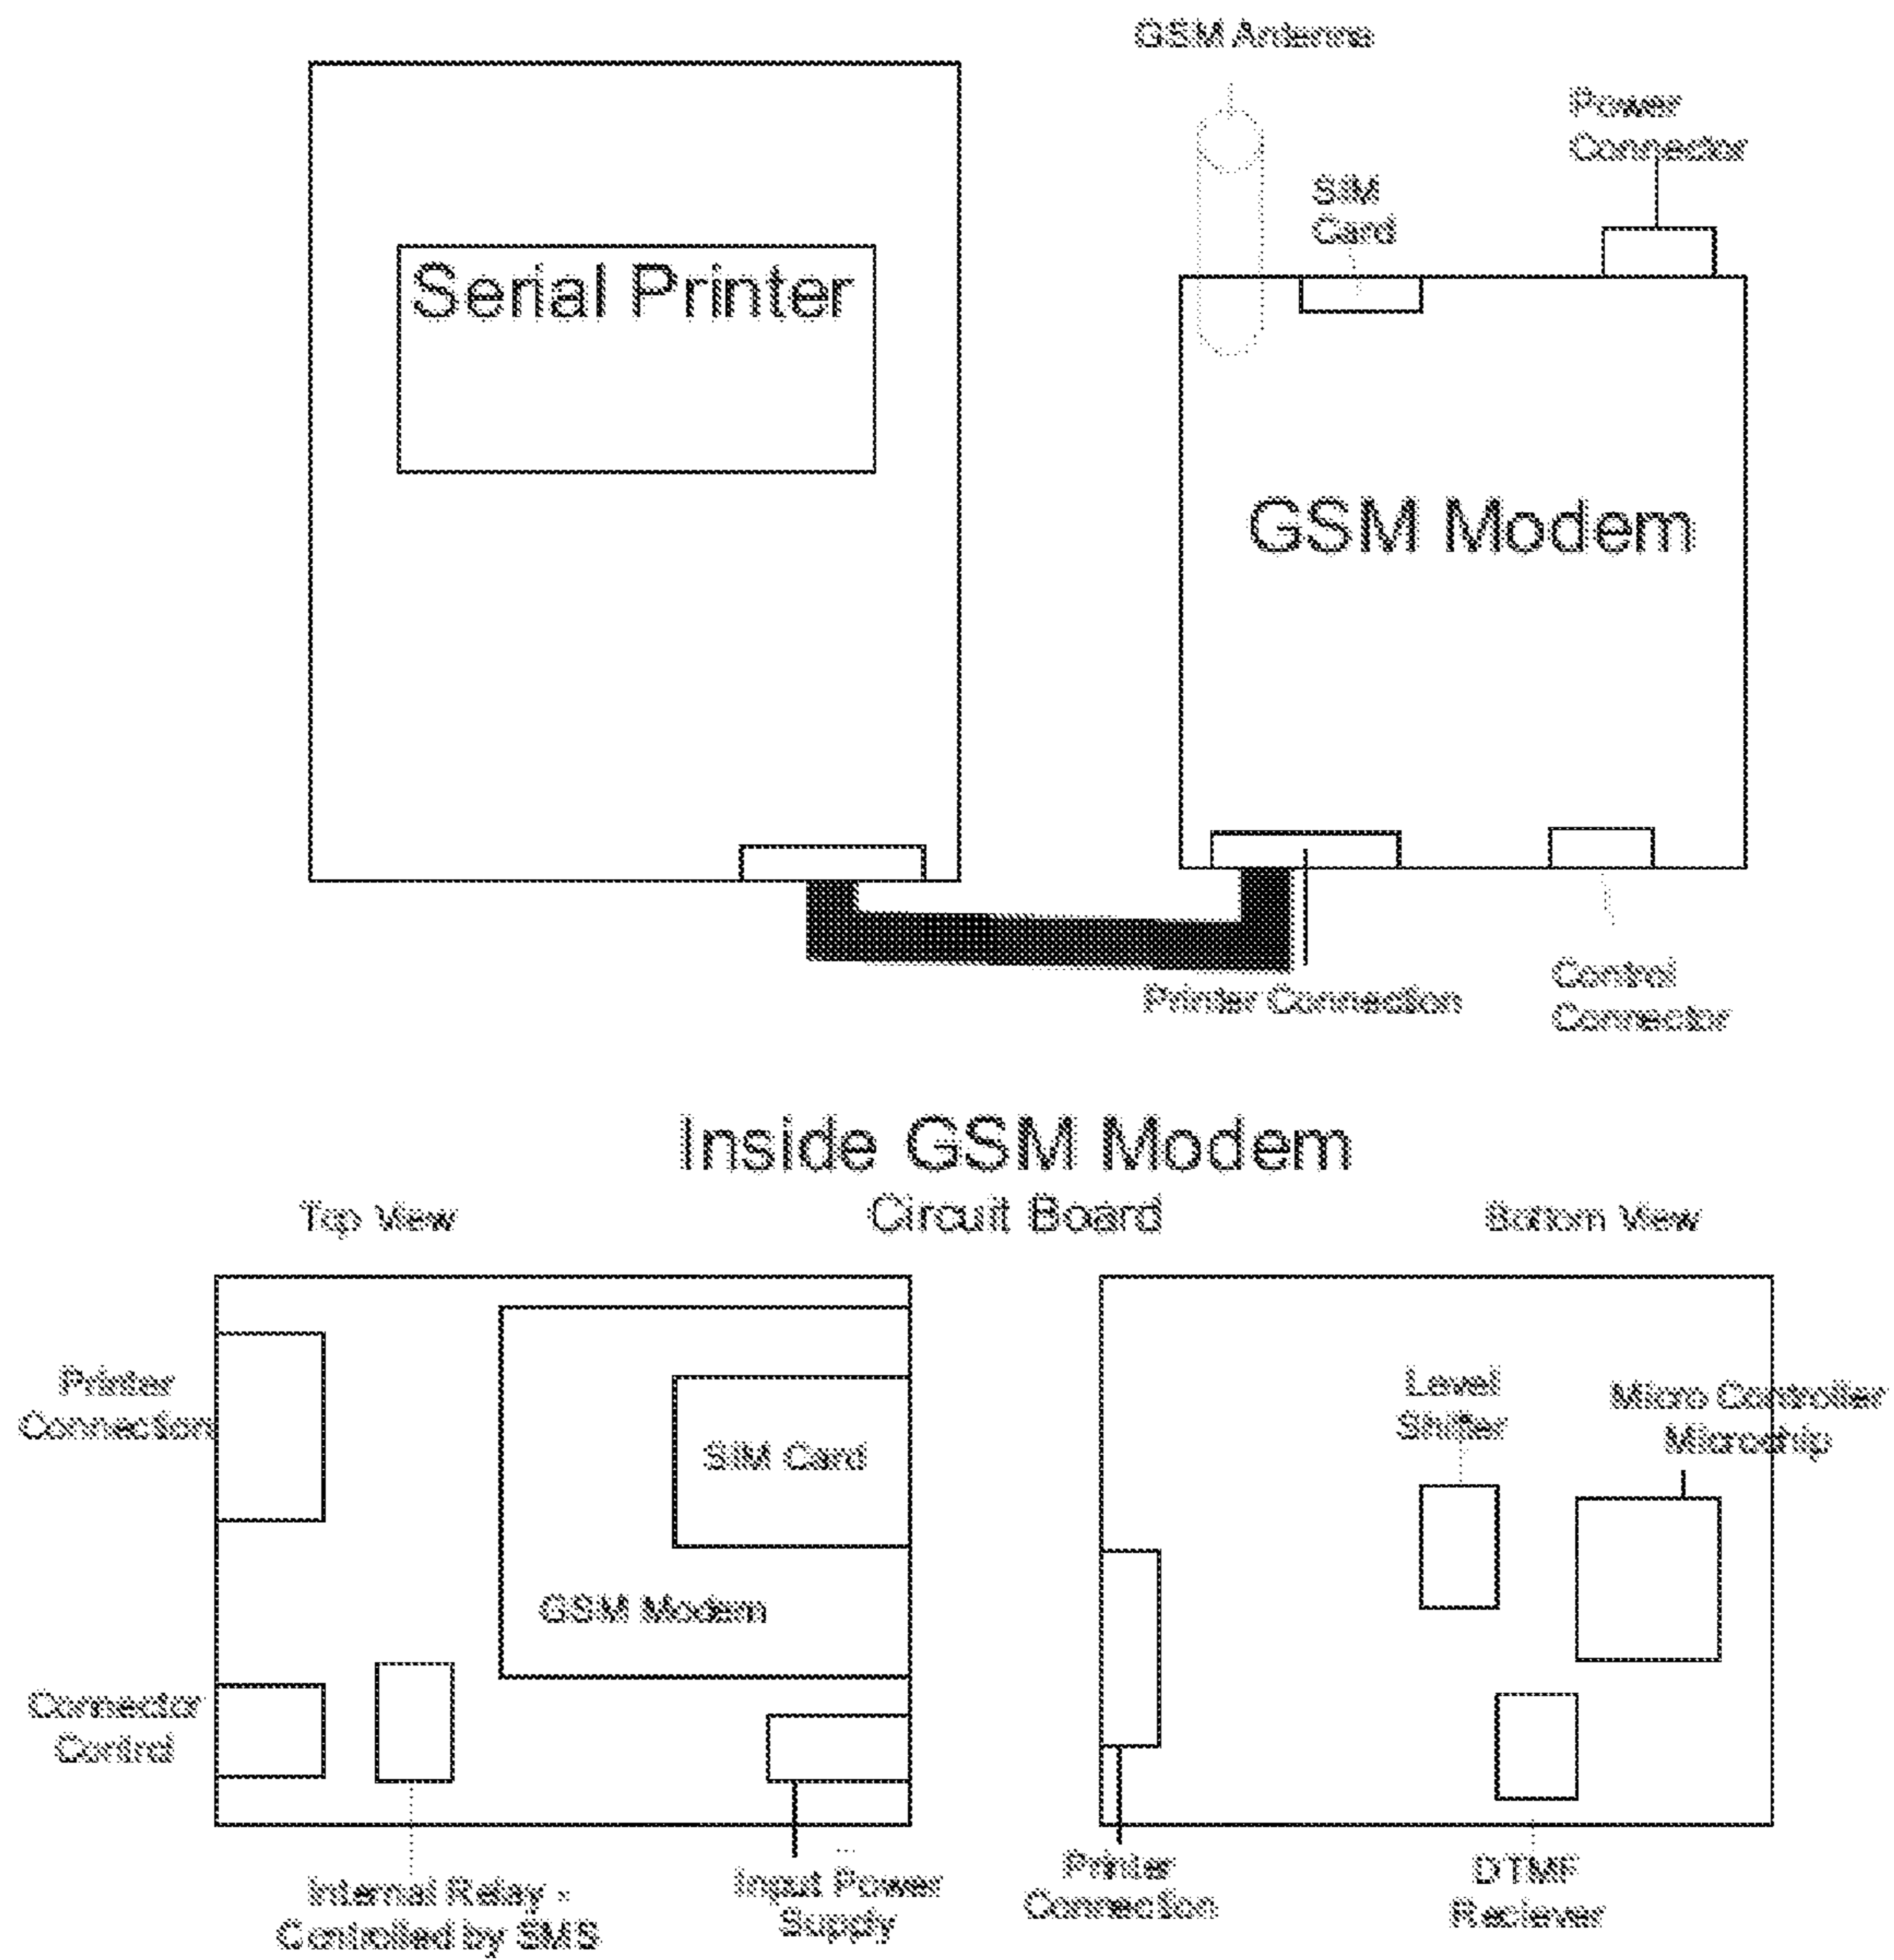 GSM Antenna
Power
Connector
SIM
Card
Serial Printer
GSM Modem
Printer Connection
Control
Connector
Inside GSM Modem
Circuit Board
Top View
Bottom View
Printer
Connection
SIM Card
GSM Modem
Connector
Control
Internal Relay -
Controlled by SMS
Input Power
Supply
Level
Shifter
Micro Controller
Microchip
Printer
Connection
DTMF
Reciever